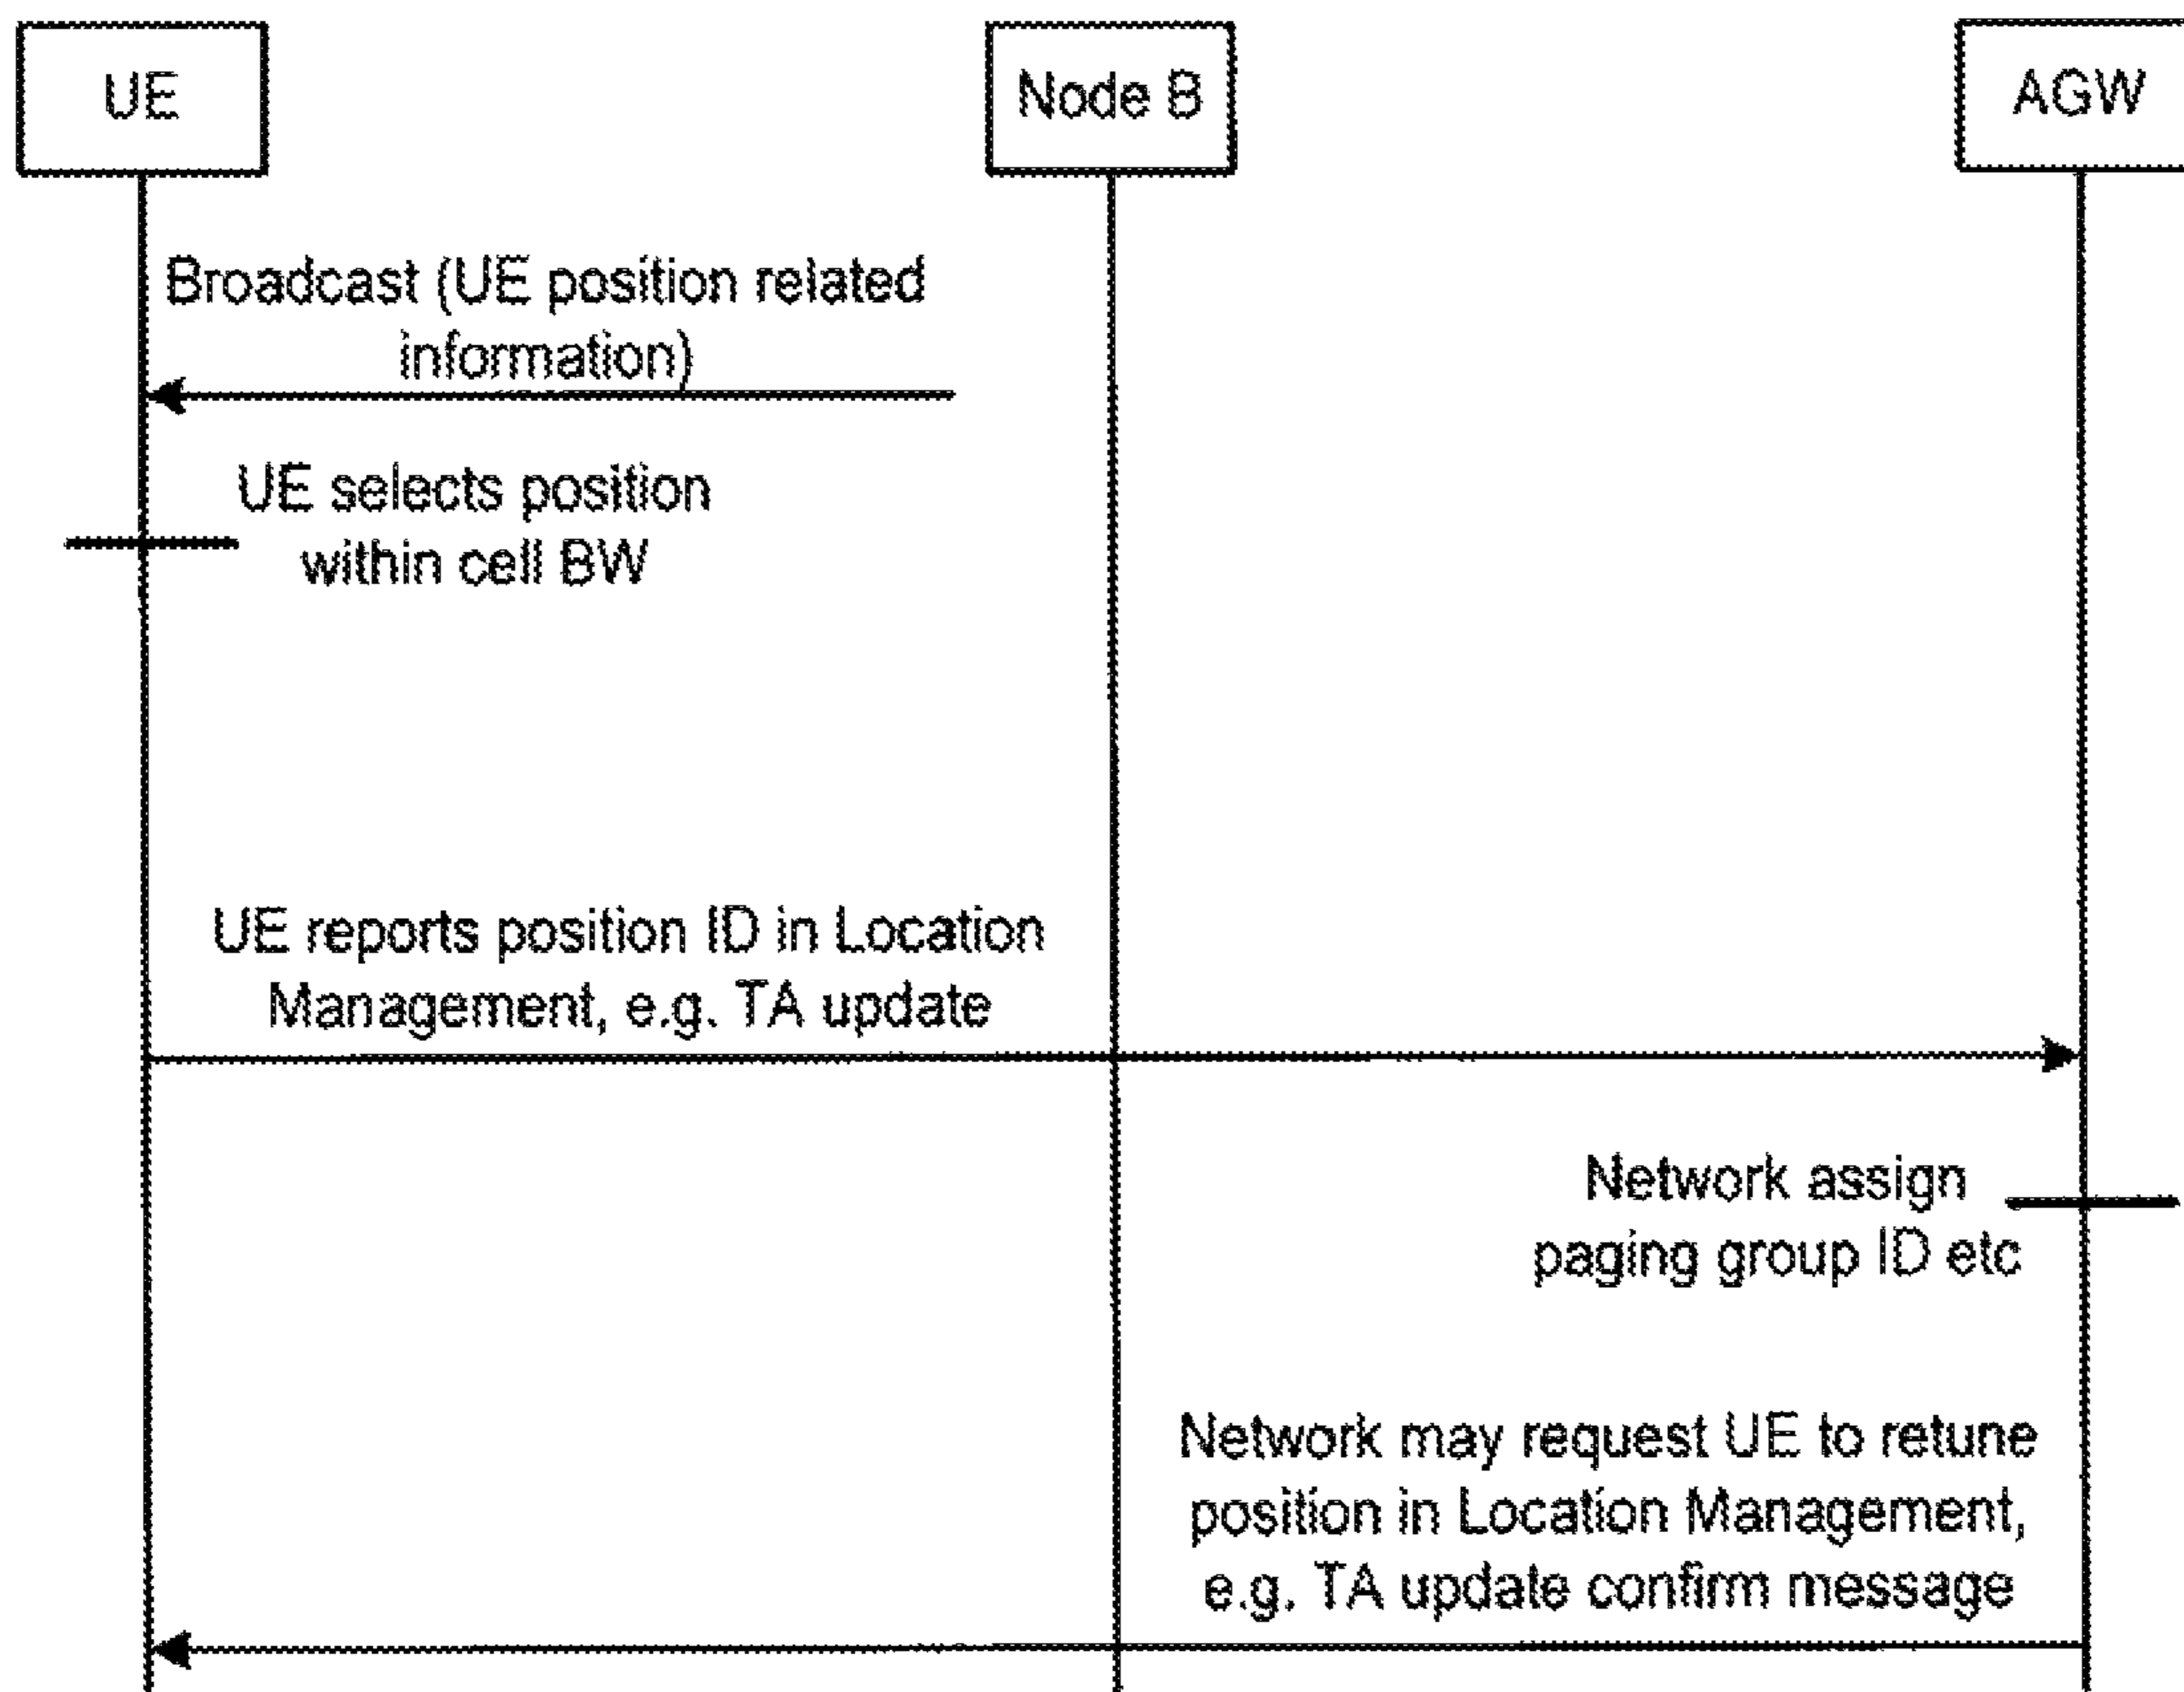 UE
Node B
AGW
Broadcast (UE position related
information)
UE selects position
within cell BW
UE reports position ID in Location
Management, e.g. TA update
Network assign
paging group ID etc
Network may request UE to retune
position in Location Management,
e.g. TA update confirm message